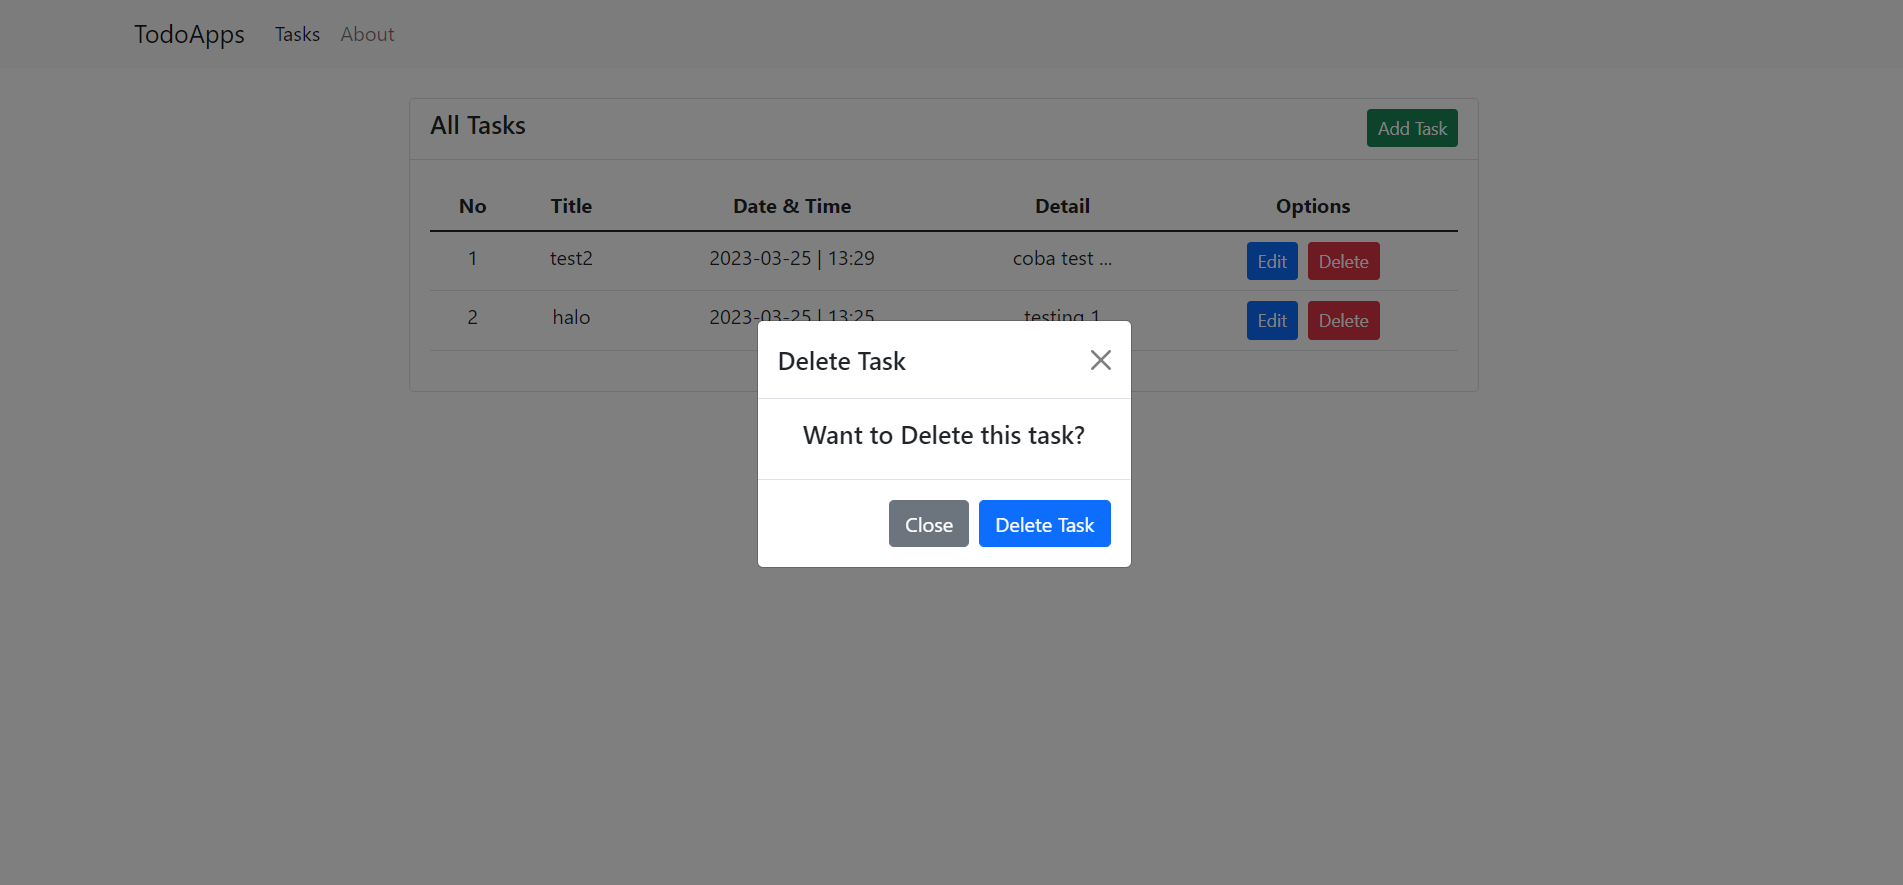 TodoApps Tasks About
All Tasks Add Task
No Title Date & Time Detail Options
1 test2 2023-03-25 | 13:29 coba test ... Edit Delete
2 halo 2023-03-25 | 13:25 testing 1 Edit Delete
Delete Task
Want to Delete this task?
Close Delete Task